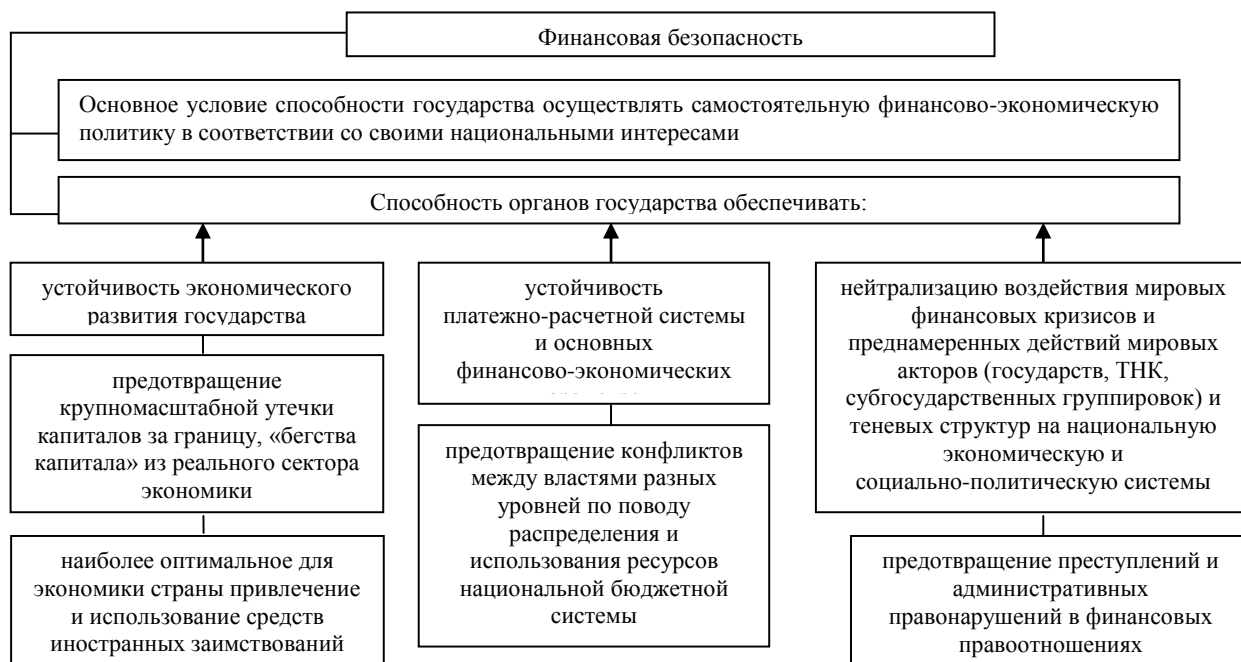 Финансовая безопасность
Основное условие способности государства осуществлять самостоятельную финансово-экономическую
политику в соответствии со своими национальными интересами
Способность органов государства обеспечивать:
устойчивость экономического
развития государства
предотвращение
крупномасштабной утечки
капиталов за границу, «бегства
капитала» из реального сектора
экономики
наиболее оптимальное для
экономики страны привлечение
и использование средств
иностранных заимствований
устойчивость
платежно-расчетной системы
и основных
финансово-экономических
предотвращение конфликтов
между властями разных
уровней по поводу
распределения и
использования ресурсов
национальной бюджетной
системы
нейтрализацию воздействия мировых
финансовых кризисов и
преднамеренных действий мировых
акторов (государств, ТНК,
субгосударственных группировок) и
теневых структур на национальную
экономическую и
социально-политическую системы
предотвращение преступлений и
административных
правонарушений в финансовых
правоотношениях